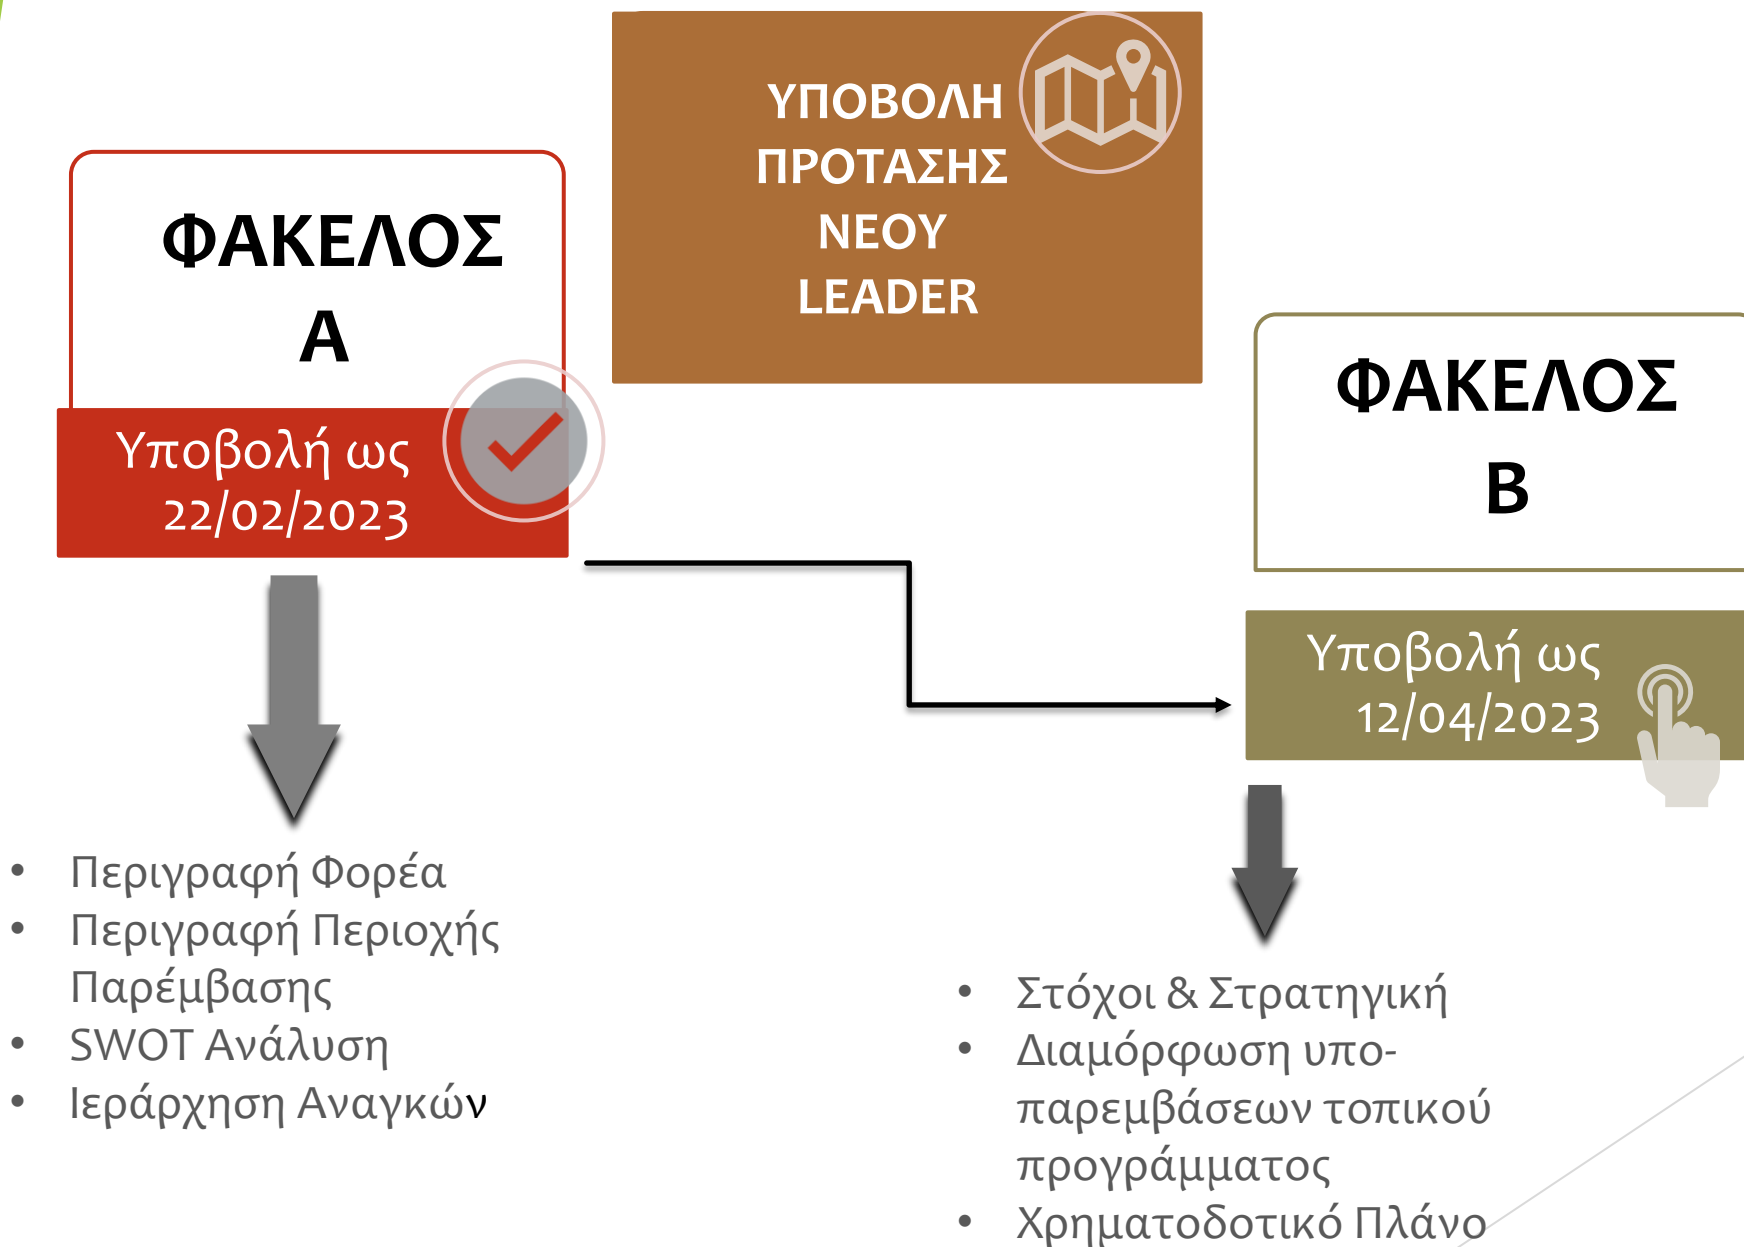 ΥΠΟΒΟΛΗ
ΠΡΟΤΑΣΗΣ
ΝΕΟΥ
LEADER
ΦΑΚΕΛΟΣ
Α
Υποβολή ως
22/02/2023
• Περιγραφή Φορέα
• Περιγραφή Περιοχής
Παρέμβασης
• SWOT Ανάλυση
• Ιεράρχηση Αναγκών
ΦΑΚΕΛΟΣ
Β
Υποβολή ως
12/04/2023
• Στόχοι & Στρατηγική
• Διαμόρφωση υπο-
παρεμβάσεων τοπικού
προγράμματος
• Χρηματοδοτικό Πλάνο